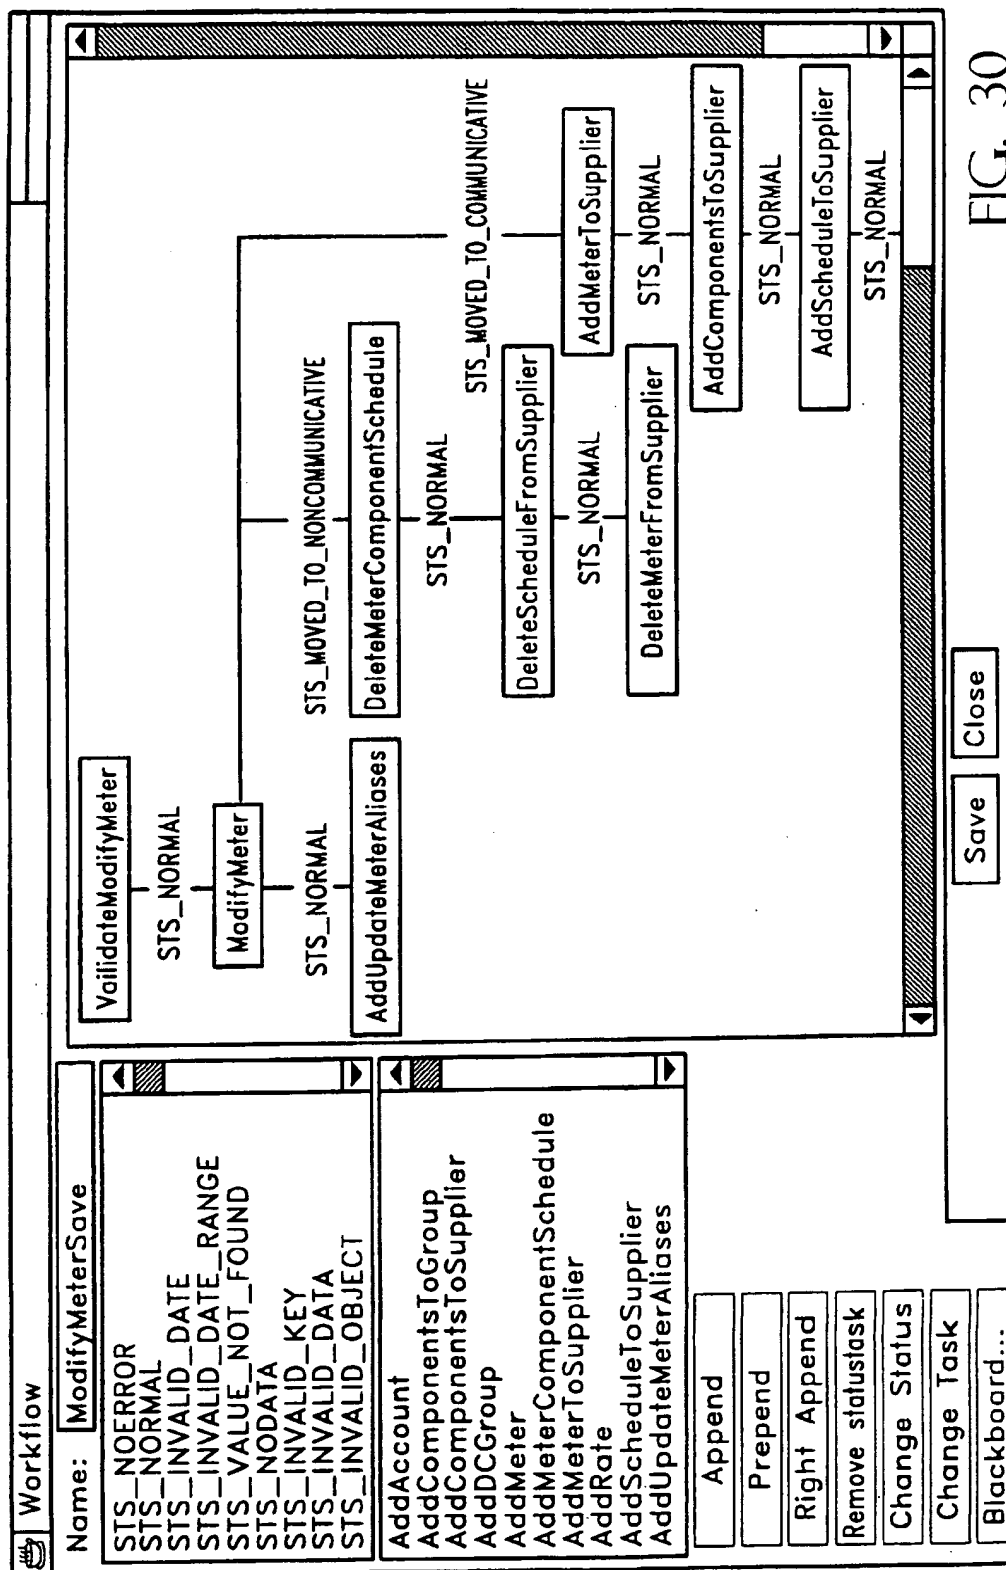 Workflow
Name: ModifyMeterSave
STS_NOERROR
STS_NORMAL
STS_INVALID_DATE
STS_INVALID_DATE_RANGE
STS_VALUE_NOT_FOUND
STS_NODATA
STS_INVALID_KEY
STS_INVALID_DATA
STS_INVALID_OBJECT
AddAccount
AddComponentsToGroup
AddComponentsToSupplier
AddDCGroup
AddMeter
AddMeterComponentSchedule
AddMeterToSupplier
AddRate
AddScheduleToSupplier
AddUpdateMeterAliases
Append
Prepend
Right Append
Remove statustask
Change Status
Change Task
Blackboard...
VailidateModifyMeter
STS_NORMAL
ModifyMeter
STS_NORMAL
AddUpdateMeterAliases
STS_MOVED_TO_NONCOMMUNICATIVE
DeleteMeterComponentSchedule
STS_NORMAL
DeleteScheduleFromSupplier
STS_NORMAL
DeleteMeterFromSupplier
STS_MOVED_TO_COMMUNICATIVE
AddMeterToSupplier
STS_NORMAL
AddComponentsToSupplier
STS_NORMAL
AddScheduleToSupplier
STS_NORMAL
Save
Close
FIG. 30